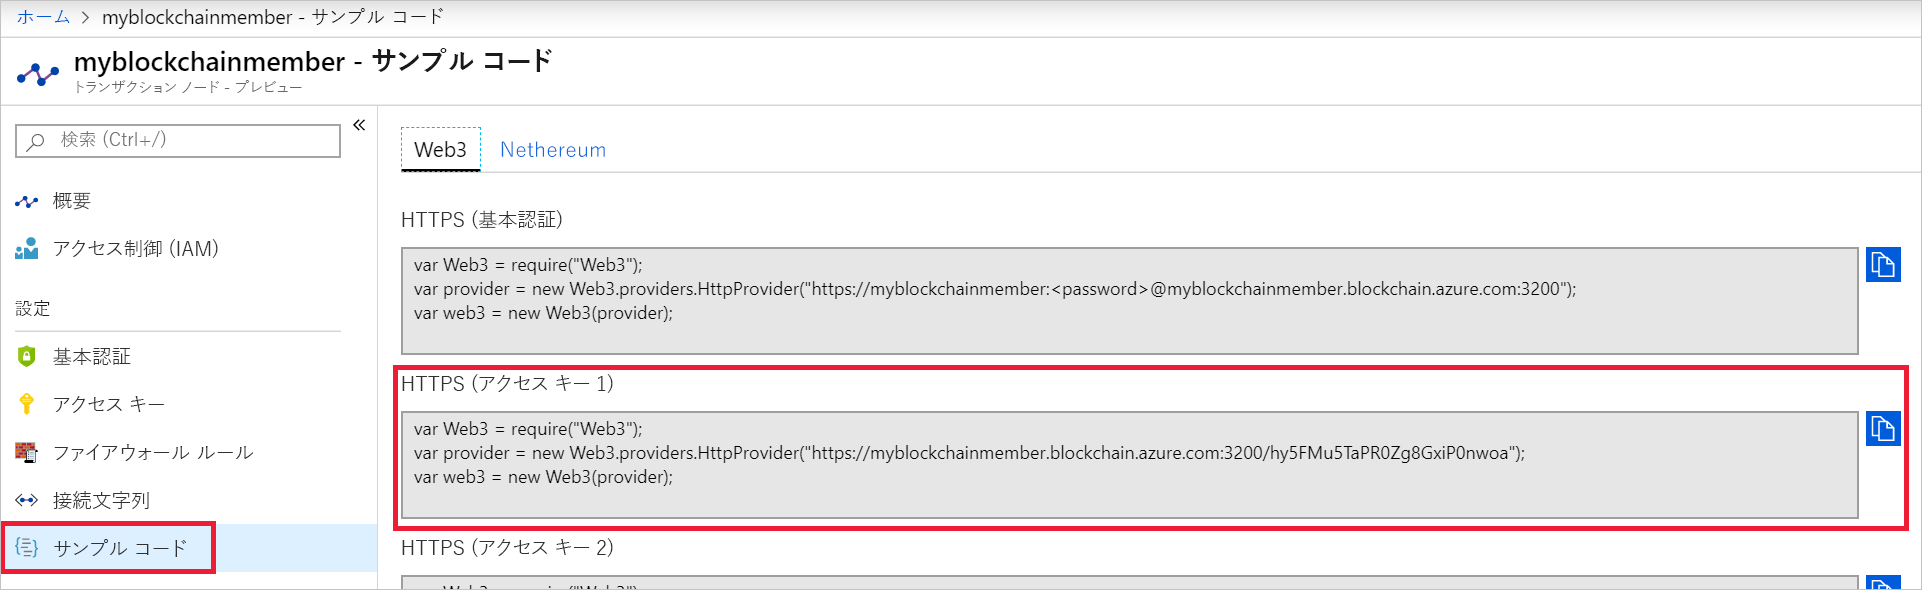 ホーム > myblockchainmember - サンプル コード
myblockchainmember - サンプル コード
トランザクション ノード - プレビュー
検索 (Ctrl+/)
概要
アクセス制御 (IAM)
設定
基本認証
アクセス キー
ファイアウォール ルール
接続文字列
サンプル コード
Web3 Nethereum
HTTPS (基本認証)
var Web3 = require("Web3");
var provider = new Web3.providers.HttpProvider("https://myblockchainmember:<password>@myblockchainmember.blockchain.azure.com:3200");
var web3 = new Web3(provider);
HTTPS (アクセス キー 1)
var Web3 = require("Web3");
var provider = new Web3.providers.HttpProvider("https://myblockchainmember.blockchain.azure.com:3200/hy5FMu5TaPR0Zg8GxiP0nwoa");
var web3 = new Web3(provider);
HTTPS (アクセス キー 2)